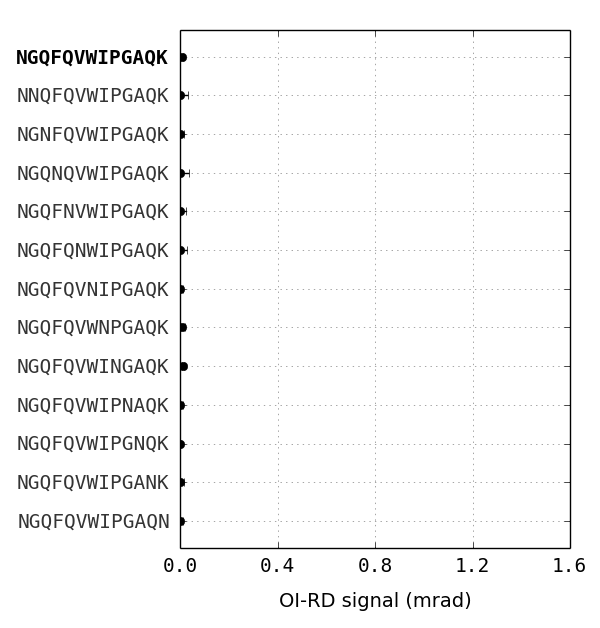 NGQFQVWIPGAQK
NNQFQVWIPGAQK
NGNFQVWIPGAQK
NGQNQVWIPGAQK
NGQFNVWIPGAQK
NGQFQNWIPGAQK
NGQFQVNIPGAQK
NGQFQVWNPGAQK
NGQFQVWINGAQK
NGQFQVWIPNAQK
NGQFQVWIPGNQK
NGQFQVWIPGANK
NGQFQVWIPGAQN
0.0 0.4 0.8 1.2 1.6
OI-RD signal (mrad)